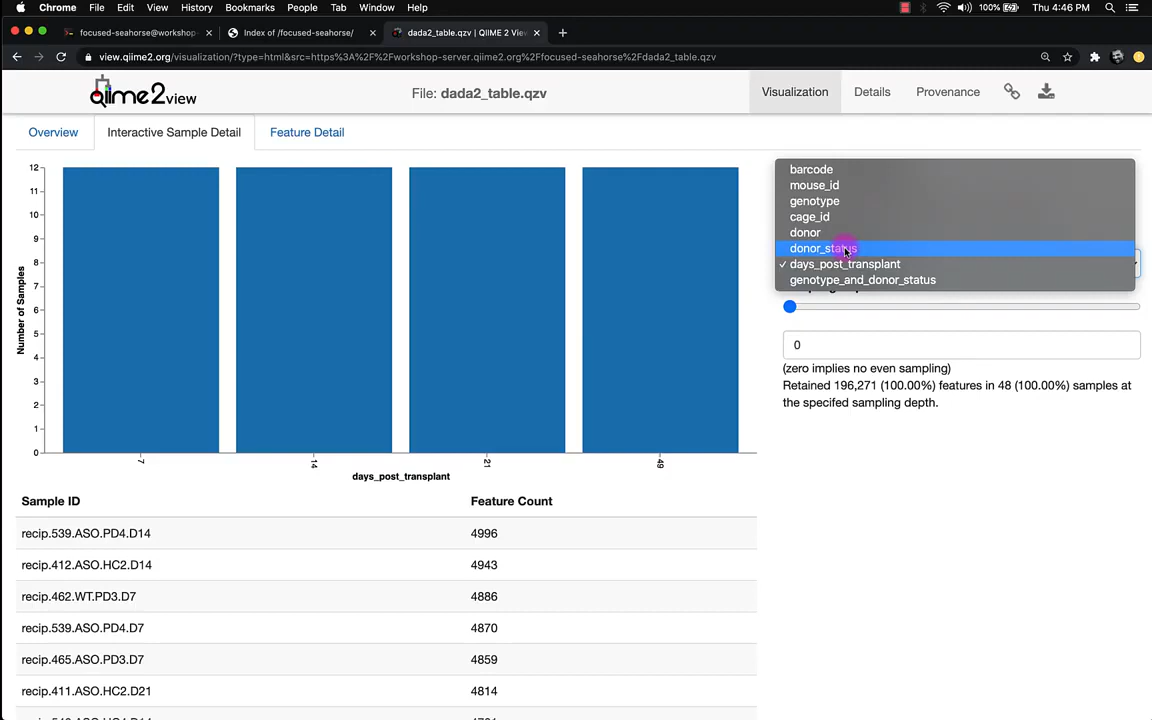 Chrome File Edit View History Bookmarks People Tab Window Help 100% Thu 4:46 PM
focused-seahorse@workshop- Index of /focused-seahorse/ dada2_table.qzv | QIIME 2 View
view.qiime2.org/visualization/?type=html&src=https%3A%2F%2Fworkshop-server.qiime2.org%2Ffocused-seahorse%2Fdada2_table.qzv
qiime2view File: dada2_table.qzv Visualization Details Provenance
Overview Interactive Sample Detail Feature Detail
barcode
mouse_id
genotype
cage_id
donor
donor_status
days_post_transplant
genotype_and_donor_status
0
(zero implies no even sampling)
Retained 196,271 (100.00%) features in 48 (100.00%) samples at
the specifed sampling depth.
Number of Samples
12
11
10
9
8
7
6
5
4
3
2
1
0
7 14 21 49
days_post_transplant
Sample ID Feature Count
recip.539.ASO.PD4.D14 4996
recip.412.ASO.HC2.D14 4943
recip.462.WT.PD3.D7 4886
recip.539.ASO.PD4.D7 4870
recip.465.ASO.PD3.D7 4859
recip.411.ASO.HC2.D21 4814